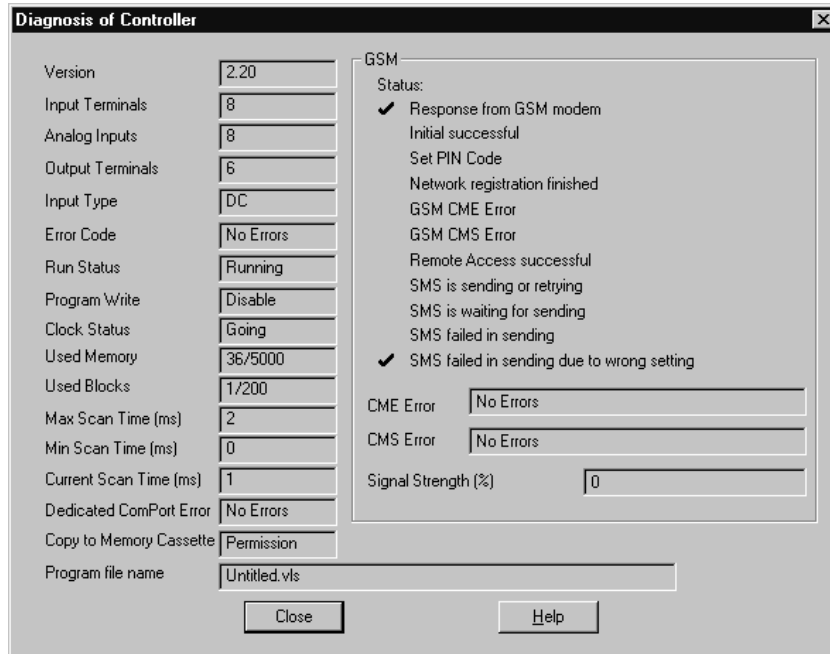 Diagnosis of Controller
Version 2.20
Input Terminals 8
Analog Inputs 8
Output Terminals 6
Input Type DC
Error Code No Errors
Run Status Running
Program Write Disable
Clock Status Going
Used Memory 36/5000
Used Blocks 1/200
Max Scan Time (ms) 2
Min Scan Time (ms) 0
Current Scan Time (ms) 1
Dedicated ComPort Error No Errors
Copy to Memory Cassette Permission
Program file name Untitled.vls
GSM
Status:
✓ Response from GSM modem
Initial successful
Set PIN Code
Network registration finished
GSM CME Error
GSM CMS Error
Remote Access successful
SMS is sending or retrying
SMS is waiting for sending
SMS failed in sending
✓ SMS failed in sending due to wrong setting
CME Error No Errors
CMS Error No Errors
Signal Strength (%) 0
Close
Help